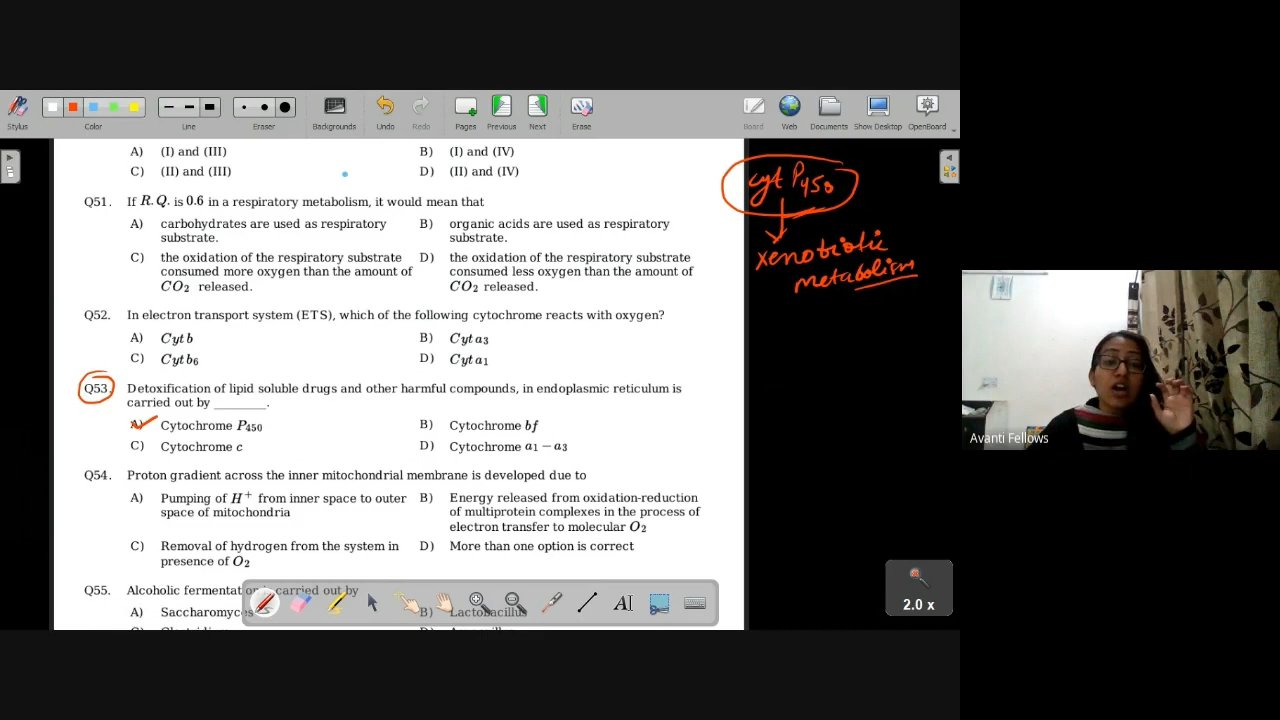 Stylus
Color
Line
Eraser
Backgrounds
Undo
Redo
Pages
Previous
Next
Erase
Board
Web
Documents
Show Desktop
OpenBoard
A) (I) and (III) B) (I) and (IV)
C) (II) and (III) D) (II) and (IV)
Q51. If R.Q. is 0.6 in a respiratory metabolism, it would mean that
A) carbohydrates are used as respiratory
substrate.
B) organic acids are used as respiratory
substrate.
C) the oxidation of the respiratory substrate
consumed more oxygen than the amount of
CO2 released.
D) the oxidation of the respiratory substrate
consumed less oxygen than the amount of
CO2 released.
Q52. In electron transport system (ETS), which of the following cytochrome reacts with oxygen?
A) Cyt b B) Cyt a3
C) Cyt b6 D) Cyt a1
Q53. Detoxification of lipid soluble drugs and other harmful compounds, in endoplasmic reticulum is
carried out by ________.
A) Cytochrome P450 B) Cytochrome bf
C) Cytochrome c D) Cytochrome a1 − a3
Q54. Proton gradient across the inner mitochondrial membrane is developed due to
A) Pumping of H+ from inner space to outer
space of mitochondria
B) Energy released from oxidation-reduction
of multiprotein complexes in the process of
electron transfer to molecular O2
C) Removal of hydrogen from the system in
presence of O2
D) More than one option is correct
Q55. Alcoholic fermentation is carried out by
A) Saccharomyces B) Lactobacillus
cyt P450
xenobiotic
metabolism
Avanti Fellows
2.0 x